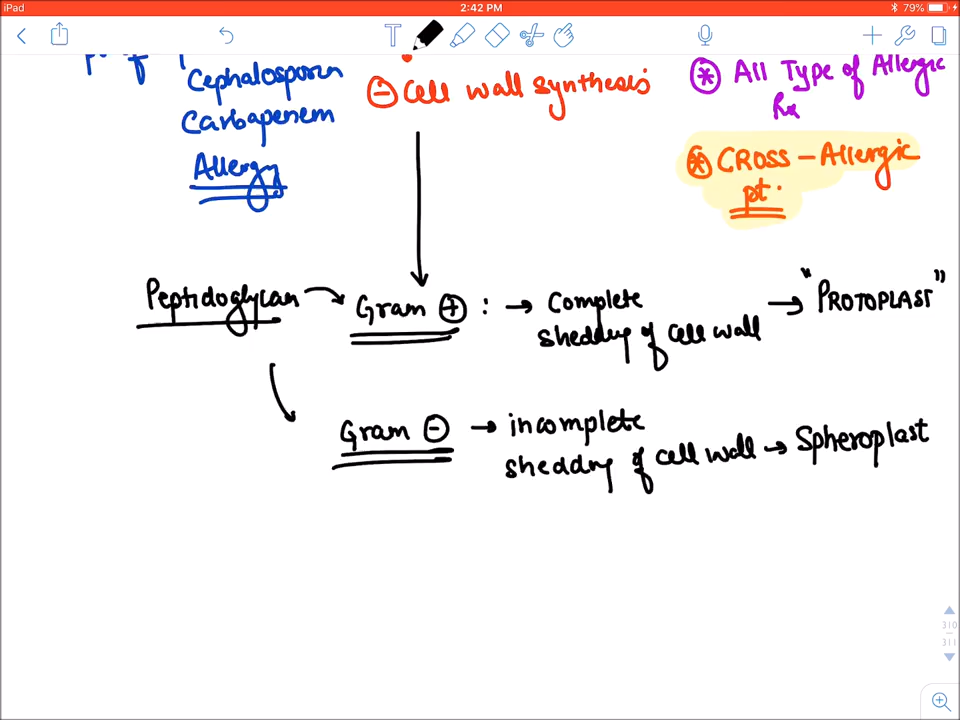 iPad
2:42 PM
79%
T
Cephalosporin
Carbapenem
Allergy
⊖ Cell wall synthesis
⊛ All Type of Allergic
Rx
⊛ CROSS - Allergic
pt.
Peptidoglycan
Gram ⊕ : → Complete
shedding of cell wall
→ "PROTOPLAST"
Gram ⊖ → incomplete
shedding of cell wall → Spheroplast
310
311